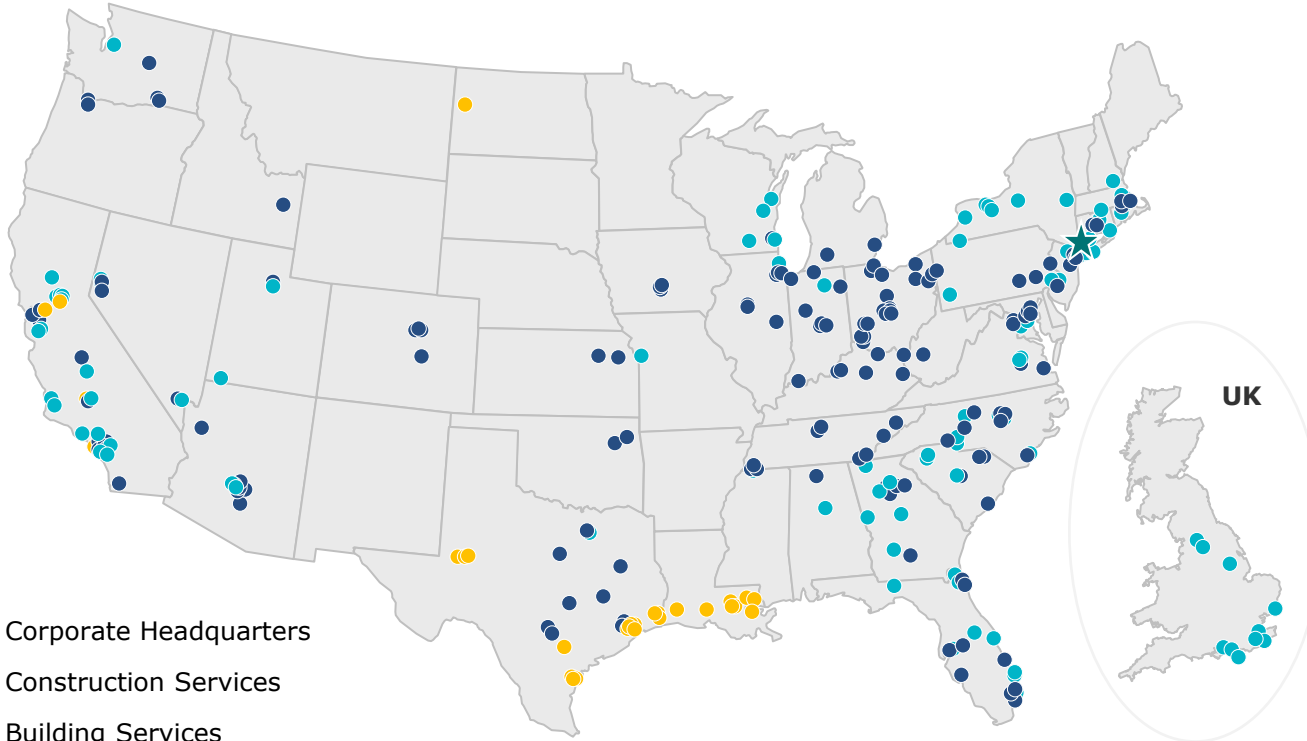 UK
Corporate Headquarters
Construction Services
Building Services